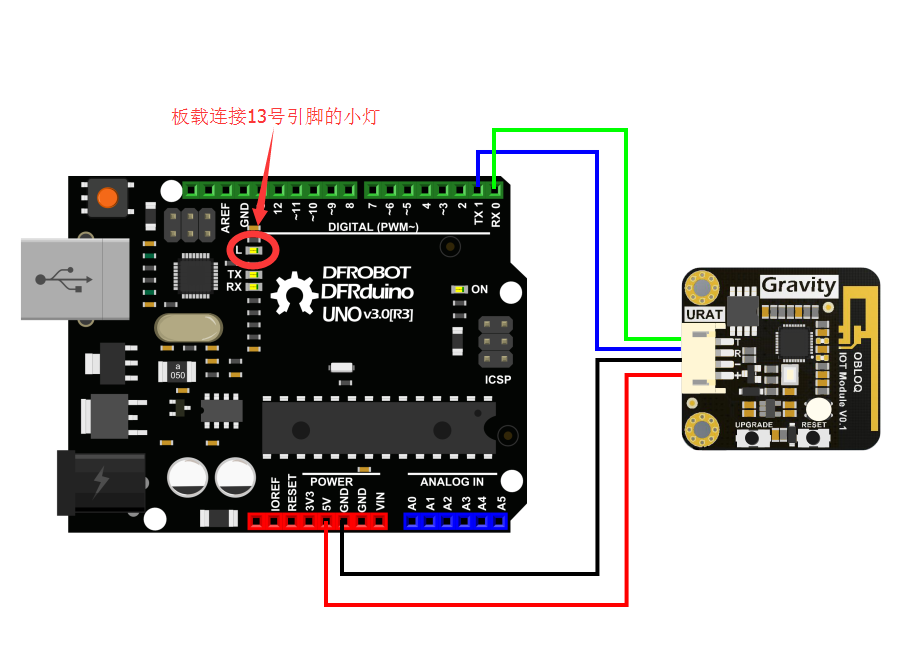 板载连接13号引脚的小灯
AREF
GND
12
~11
~10
~9
8
7
~6
~5
4
~3
2
TX 1
RX 0
DIGITAL (PWM~)
L
TX
RX
DFROBOT
DFRduino
UNO v3.0[R3]
ON
ICSP
a
050
POWER
ANALOG IN
IOREF
RESET
3V3
5V
GND
GND
VIN
A0
A1
A2
A3
A4
A5
Gravity
URAT
T
R
-
+
OBLOQ
IOT Module V0.1
UPGRADE
RESET